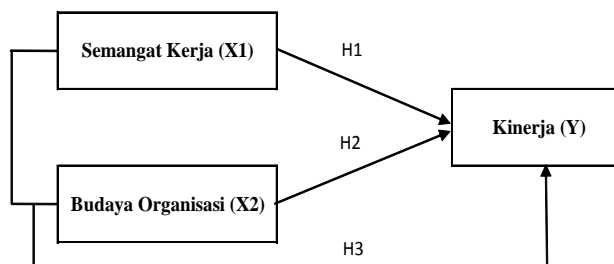 Semangat Kerja (X1)
H1
Kinerja (Y)
H2
Budaya Organisasi (X2)
H3